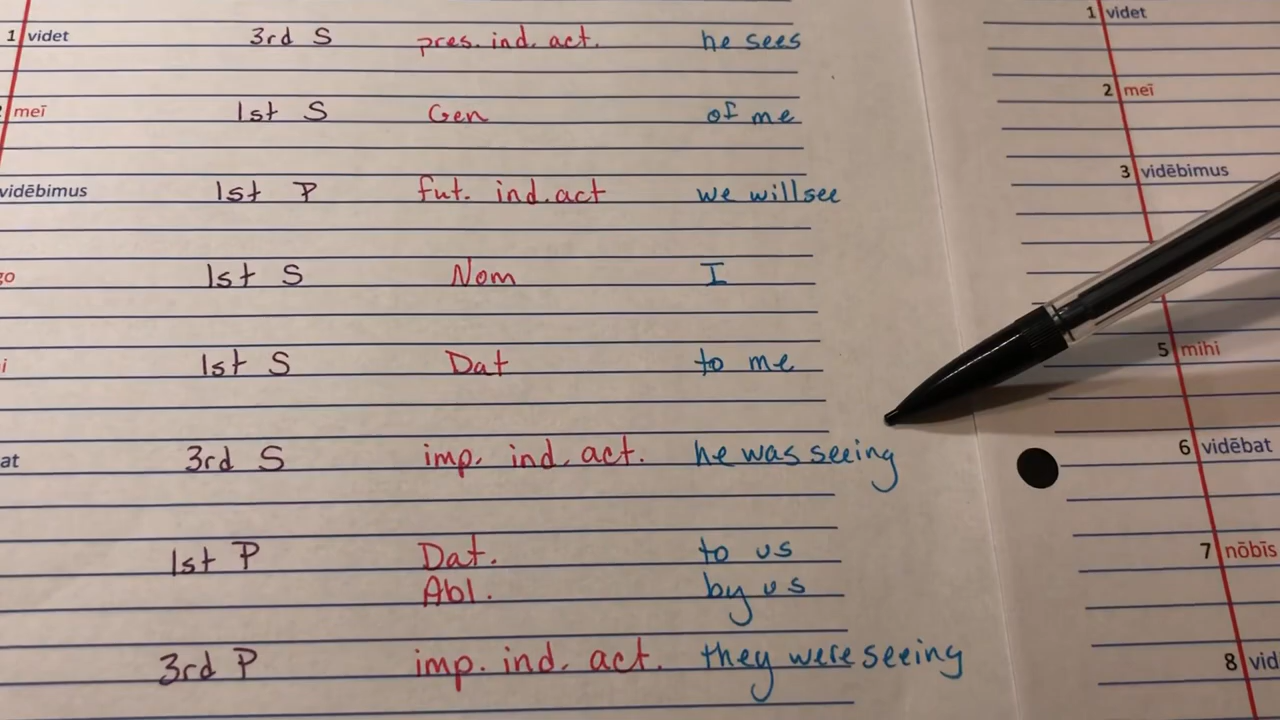 1 videt 3rd S pres. ind. act. he sees
meī 1st S Gen of me
vidēbimus 1st P fut. ind. act we will see
1st S Nom I
1st S Dat to me
3rd S imp. ind. act. he was seeing
1st P Dat. to us
Abl. by us
3rd P imp. ind. act. they were seeing
1 videt
2 meī
3 vidēbimus
5 mihi
6 vidēbat
7 nōbīs
8